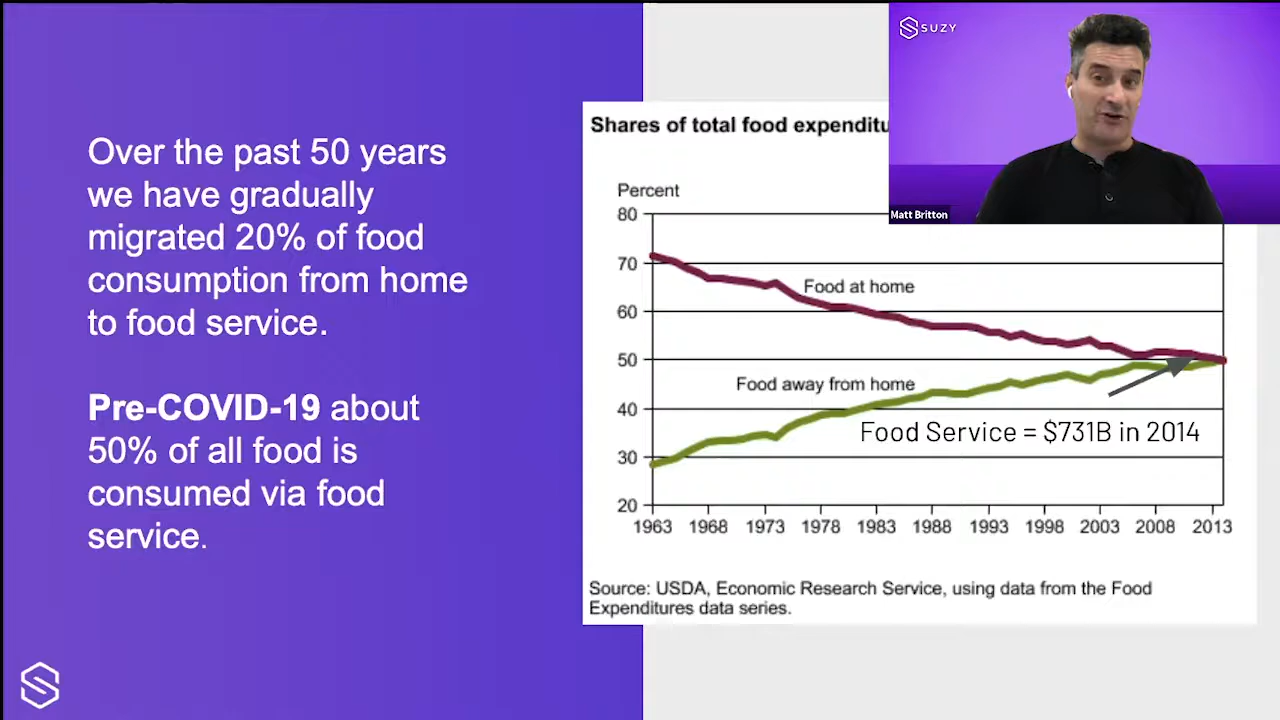 Over the past 50 years
we have gradually
migrated 20% of food
consumption from home
to food service.
Pre-COVID-19 about
50% of all food is
consumed via food
service.
Shares of total food expenditu
Percent
80
70
60
50
40
30
20
Food at home
Food away from home
Food Service = $731B in 2014
1963 1968 1973 1978 1983 1988 1993 1998 2003 2008 2013
Source: USDA, Economic Research Service, using data from the Food
Expenditures data series.
SUZY
Matt Britton